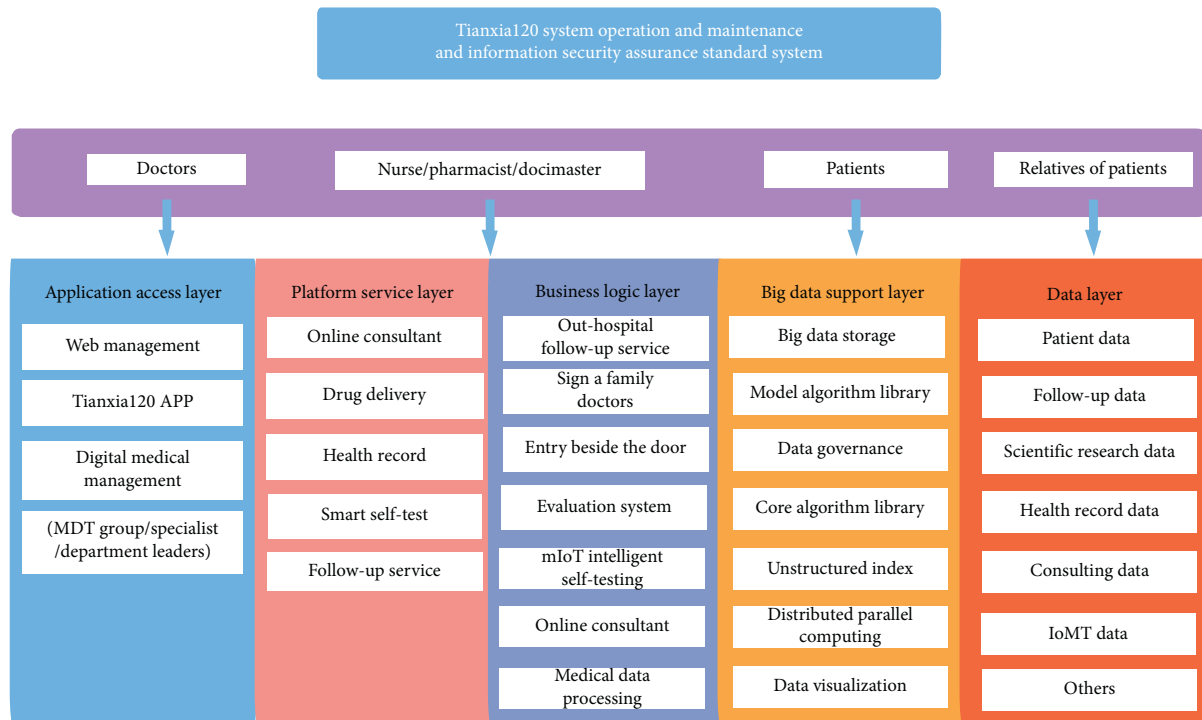 Tianxia120 system operation and maintenance
and information security assurance standard system
Doctors
Nurse/pharmacist/docimaster
Patients
Relatives of patients
Application access layer
Web management
Tianxia120 APP
Digital medical
management
(MDT group/specialist
/department leaders)
Platform service layer
Online consultant
Drug delivery
Health record
Smart self-test
Follow-up service
Business logic layer
Out-hospital
follow-up service
Sign a family
doctors
Entry beside the door
Evaluation system
mIoT intelligent
self-testing
Online consultant
Medical data
processing
Big data support layer
Big data storage
Model algorithm library
Data governance
Core algorithm library
Unstructured index
Distributed parallel
computing
Data visualization
Data layer
Patient data
Follow-up data
Scientific research data
Health record data
Consulting data
IoMT data
Others